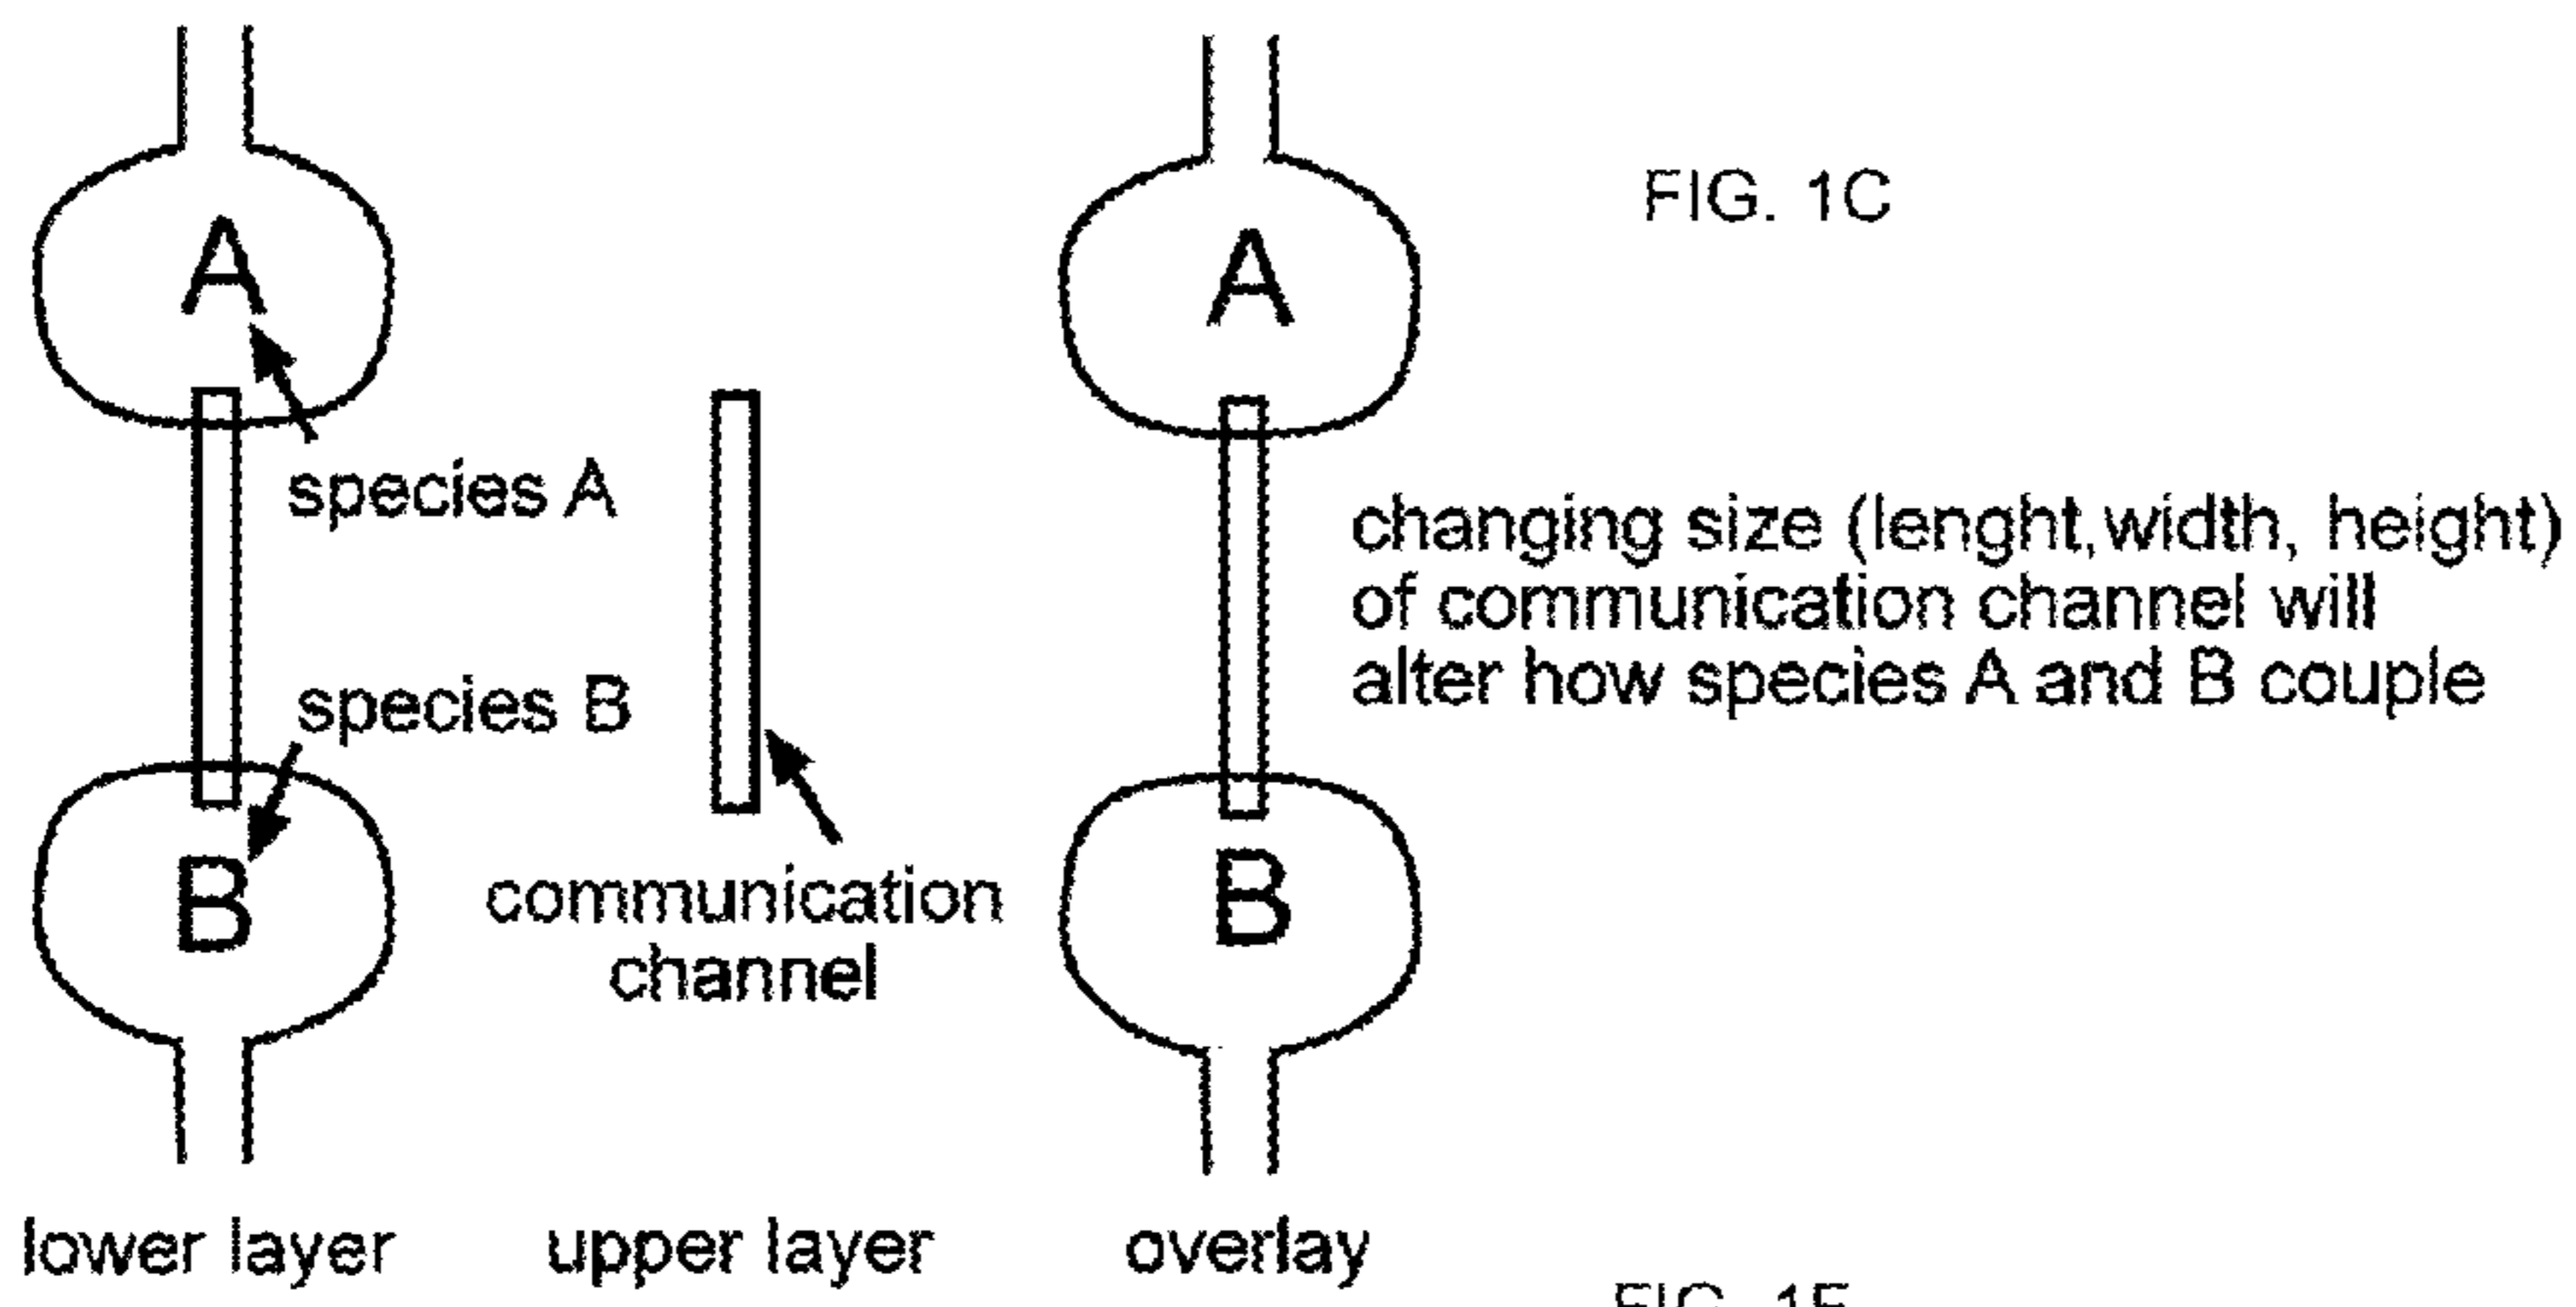 FIG. 1C
A
A
species A
changing size (lenght,width, height)
of communication channel will
alter how species A and B couple
species B
B
B
communication
channel
lower layer
upper layer
overlay